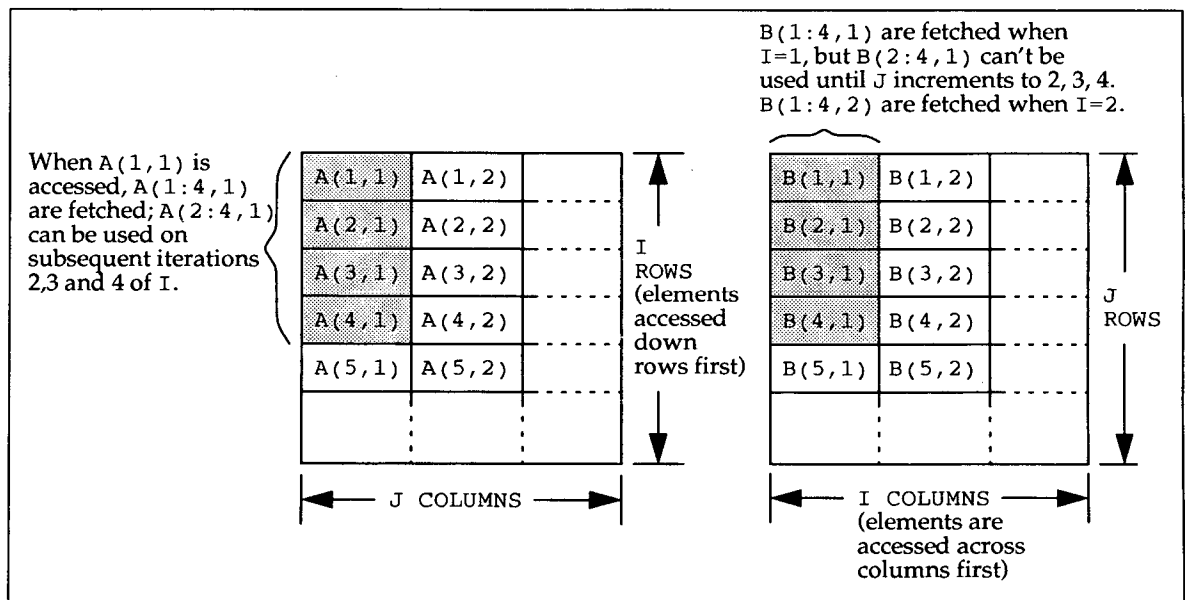 B(1:4,1) are fetched when
I=1, but B(2:4,1) can't be
used until J increments to 2, 3, 4.
B(1:4,2) are fetched when I=2.
When A(1,1) is
accessed, A(1:4,1)
are fetched; A(2:4,1)
can be used on
subsequent iterations
2,3 and 4 of I.
A(1,1) A(1,2)
A(2,1) A(2,2)
A(3,1) A(3,2)
A(4,1) A(4,2)
A(5,1) A(5,2)
I
ROWS
(elements
accessed
down
rows first)
J COLUMNS
B(1,1) B(1,2)
B(2,1) B(2,2)
B(3,1) B(3,2)
B(4,1) B(4,2)
B(5,1) B(5,2)
J
ROWS
I COLUMNS
(elements are
accessed across
columns first)